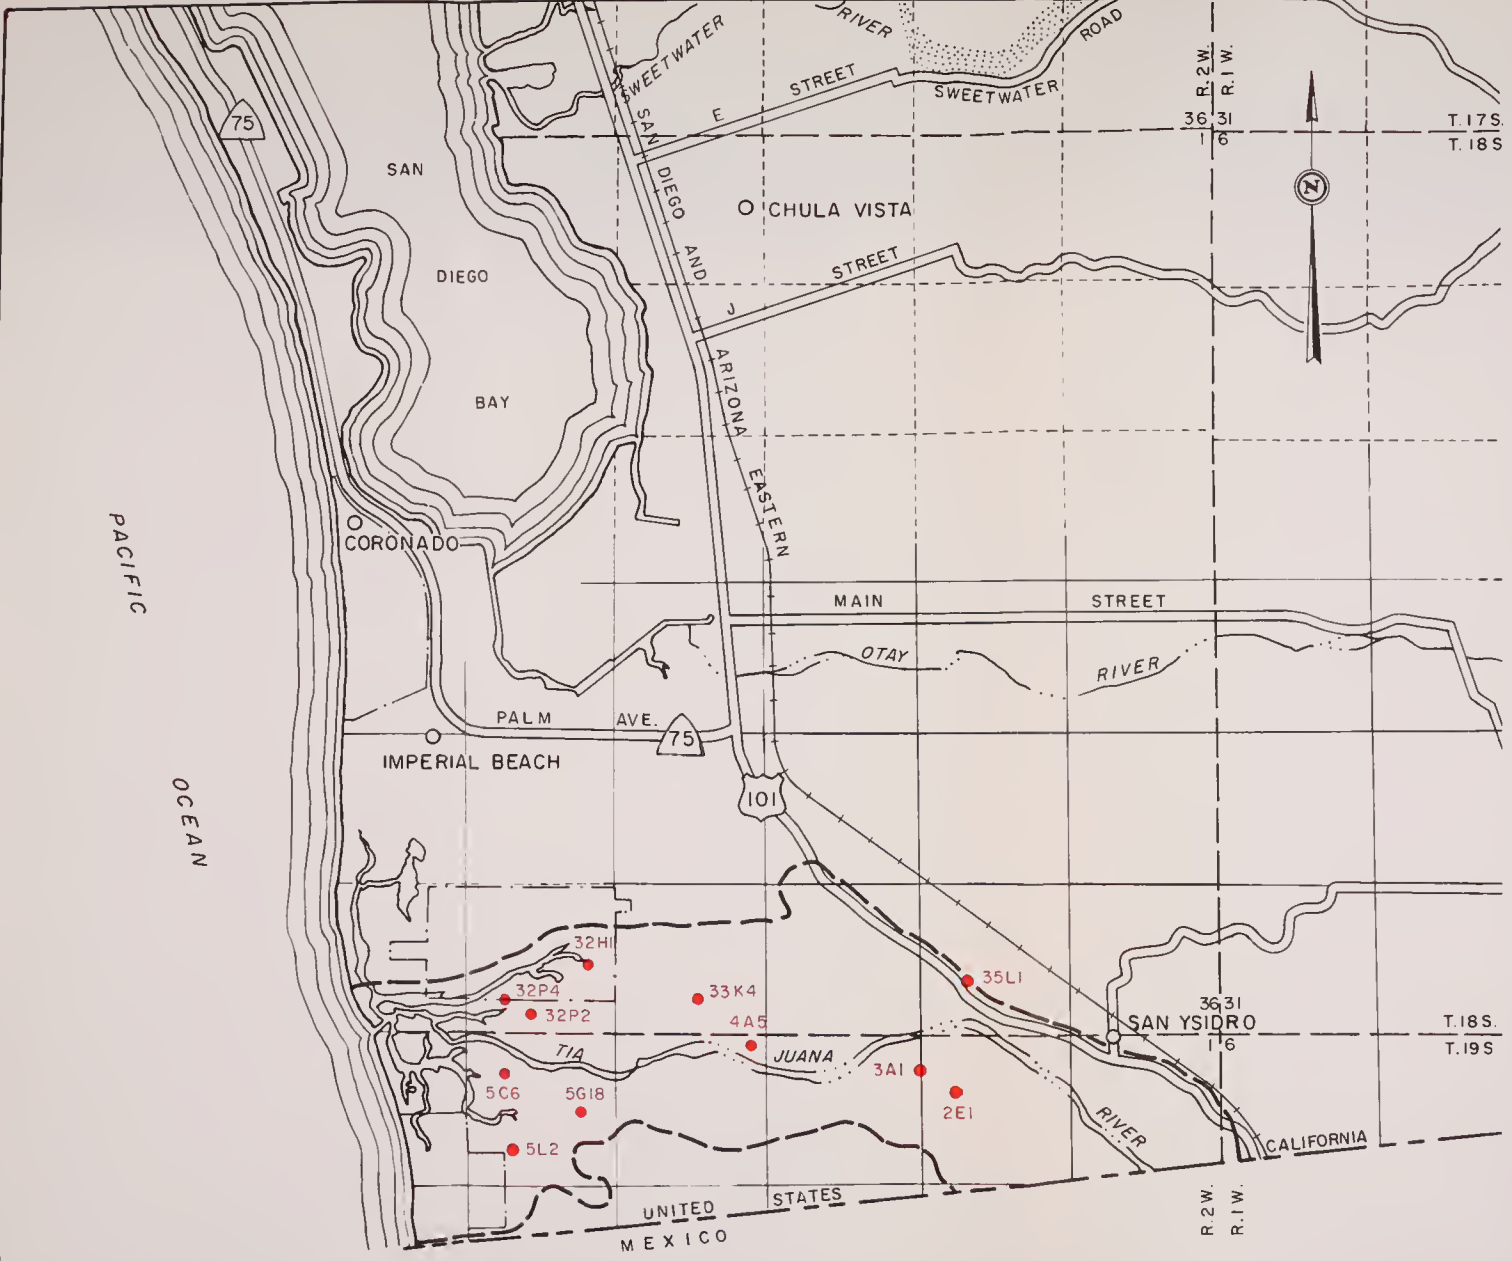 RIVER
ROAD
SWEETWATER
STREET
E
SWEETWATER
R.2W.
R.1W.
75
36 31
1 6
T.17S.
T.18S
SAN
SAN
DIEGO
N
CHULA VISTA
DIEGO
AND
STREET
J
ARIZONA
BAY
EASTERN
PACIFIC
CORONADO
MAIN STREET
OTAY
RIVER
PALM AVE.
75
IMPERIAL BEACH
101
OCEAN
32H1
35L1
32P4
33K4
32P2
4A5
36 31
SAN YSIDRO
1 6
T.18S.
T.19S
TIA
JUANA
3A1
5C6
5G18
2E1
RIVER
5L2
CALIFORNIA
UNITED STATES
MEXICO
R.2W.
R.1W.